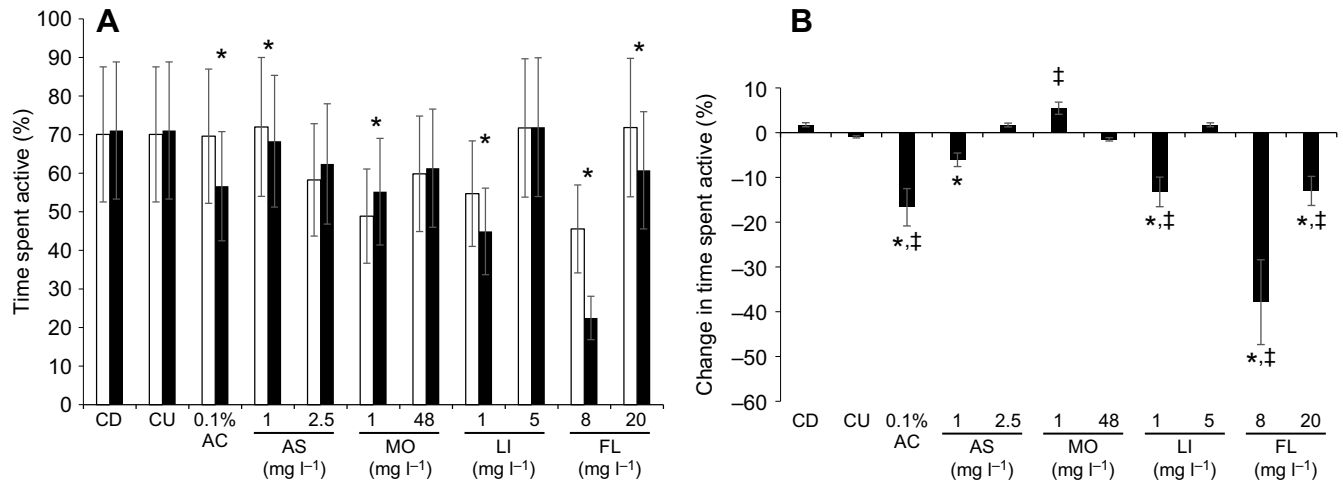 A
Time spent active (%)
100
90
80
70
60
50
40
30
20
10
0
* * * * * *
CD CU 0.1% 1 2.5 1 48 1 5 8 20
AC AS MO LI FL
(mg l–1) (mg l–1) (mg l–1) (mg l–1)
B
Change in time spent active (%)
10
0
–10
–20
–30
–40
–50
–60
‡
*
*,‡ *,‡ *,‡
*,‡
CD CU 0.1% 1 2.5 1 48 1 5 8 20
AC AS MO LI FL
(mg l–1) (mg l–1) (mg l–1) (mg l–1)